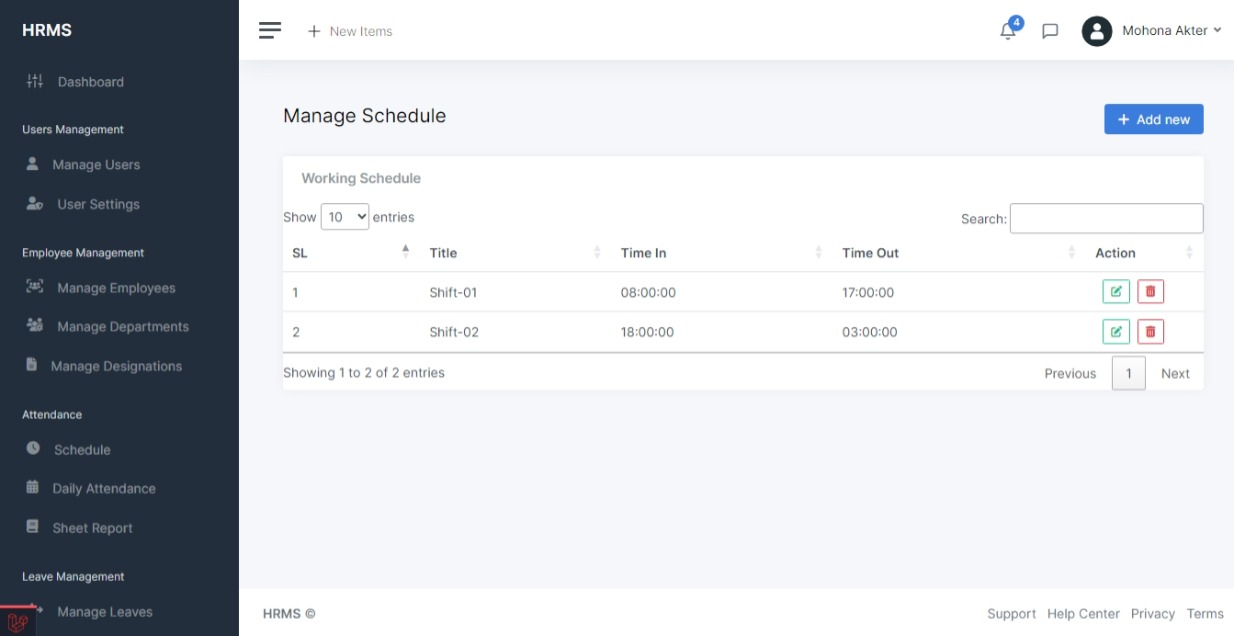 HRMS
Dashboard
Users Management
Manage Users
User Settings
Employee Management
Manage Employees
Manage Departments
Manage Designations
Attendance
Schedule
Daily Attendance
Sheet Report
Leave Management
Manage Leaves
New Items
4
Mohona Akter
Manage Schedule
+ Add new
Working Schedule
Show 10 entries
Search:
SL Title Time In Time Out Action
1 Shift-01 08:00:00 17:00:00
2 Shift-02 18:00:00 03:00:00
Showing 1 to 2 of 2 entries
Previous 1 Next
HRMS ©
Support Help Center Privacy Terms